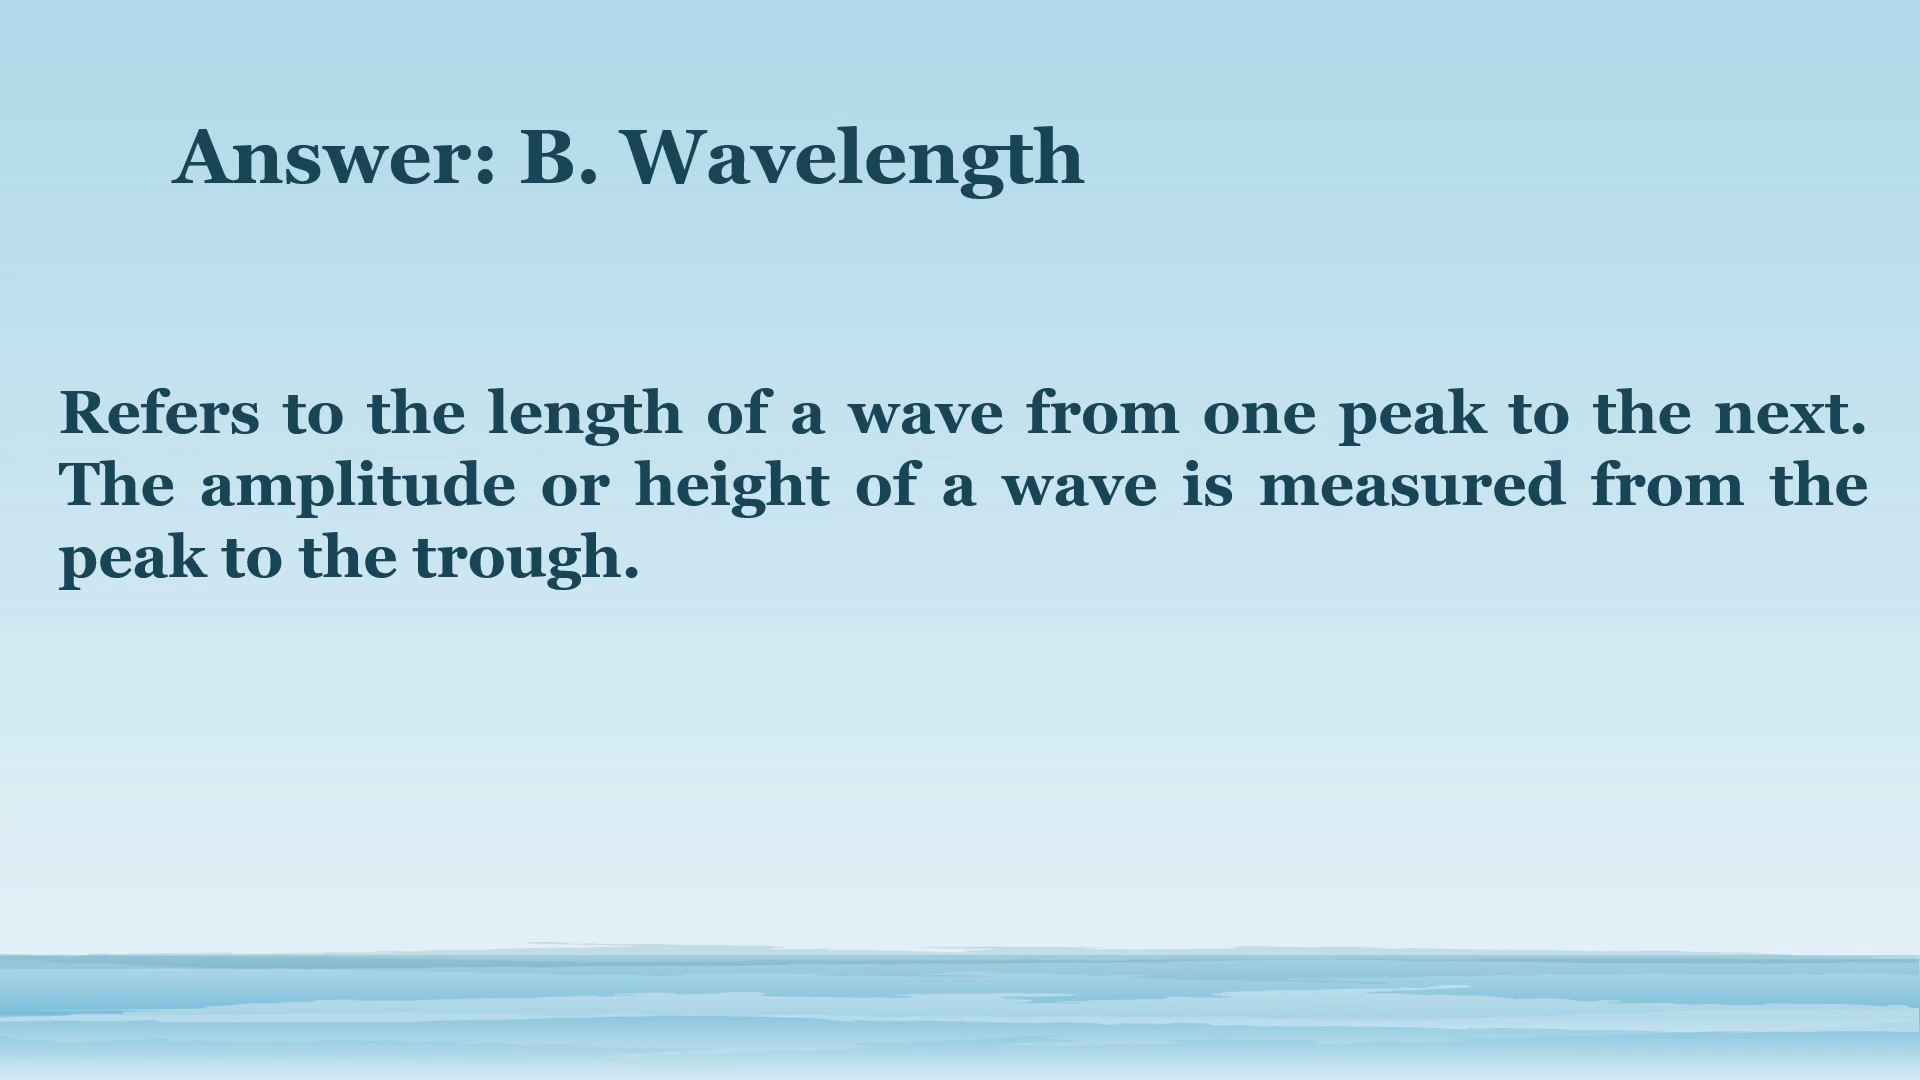 Answer: B. Wavelength
Refers to the length of a wave from one peak to the next.
The amplitude or height of a wave is measured from the
peak to the trough.